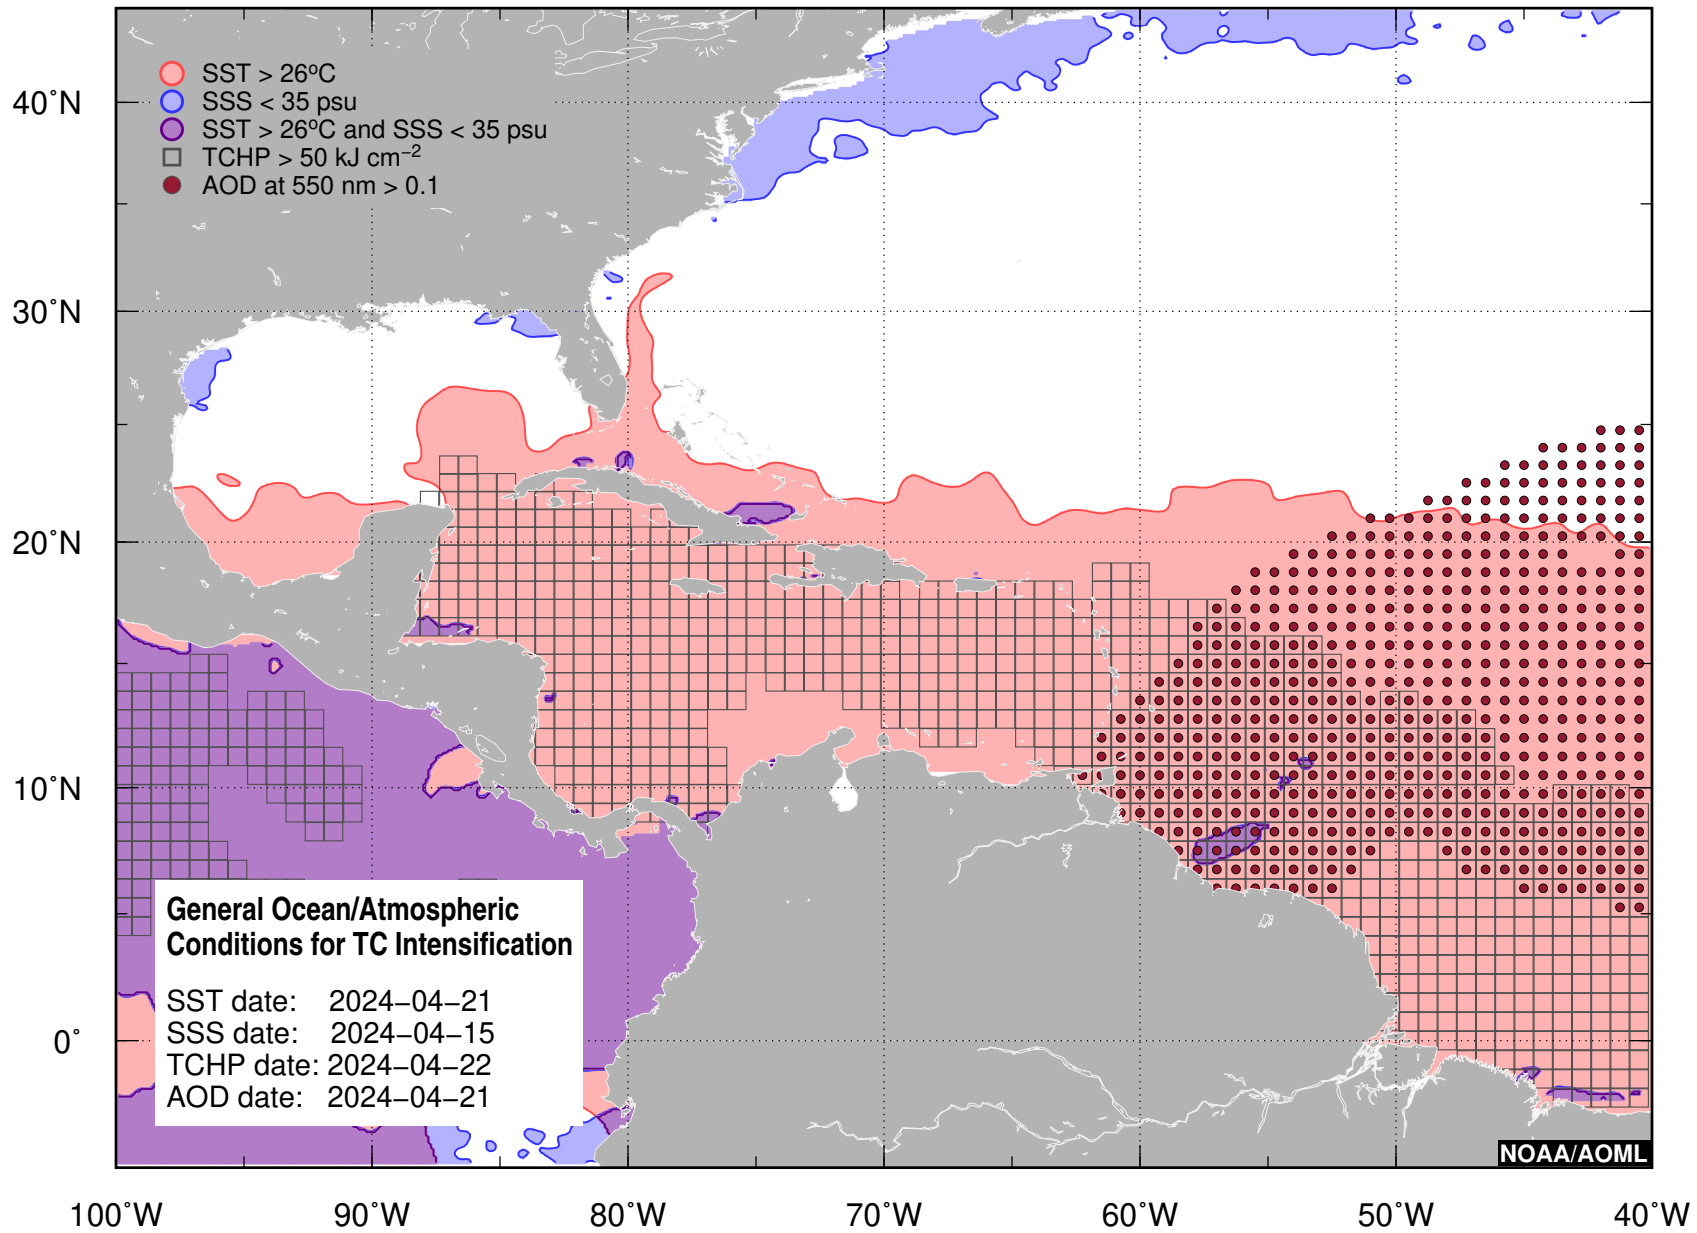 SST > 26°C
SSS < 35 psu
SST > 26°C and SSS < 35 psu
TCHP > 50 kJ cm⁻²
AOD at 550 nm > 0.1
40°N
30°N
20°N
10°N
0°
General Ocean/Atmospheric
Conditions for TC Intensification
SST date: 2024−04−21
SSS date: 2024−04−15
TCHP date: 2024−04−22
AOD date: 2024−04−21
NOAA/AOML
100°W 90°W 80°W 70°W 60°W 50°W 40°W